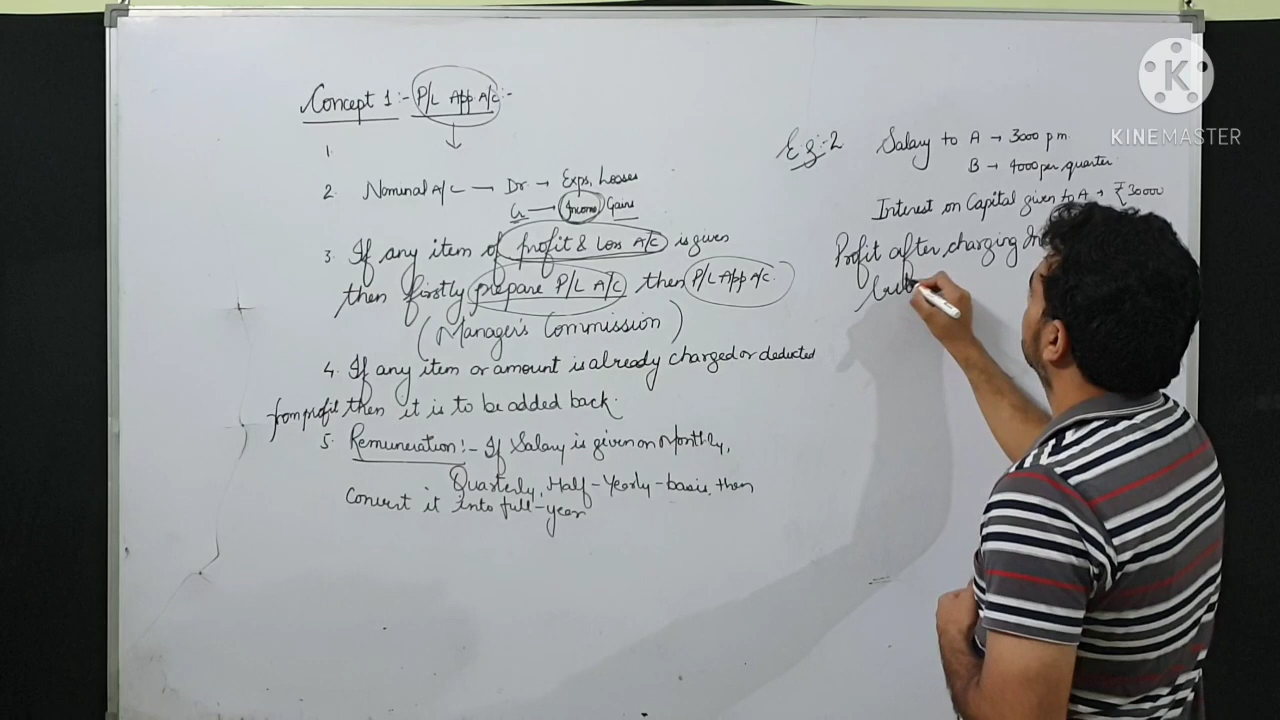 Concept 1:- P/L App A/c:-
1.
2. Nominal A/c → Dr → Exps, Losses
Cr → Income, Gains
3. If any item of profit & Loss A/c is given
then firstly prepare P/L A/c then P/L App A/c.
(Manager's Commission)
4. If any item or amount is already charged or deducted
from profit then it is to be added back.
5. Remuneration:- If Salary is given on Monthly,
Quarterly, Half-Yearly-basis, then
Convert it into full-year
Eg:-2 Salary to A → 3000 pm
B → 4000 per quarter
Interest on Capital given to A → ₹30000
Profit after charging
K
KINEMASTER